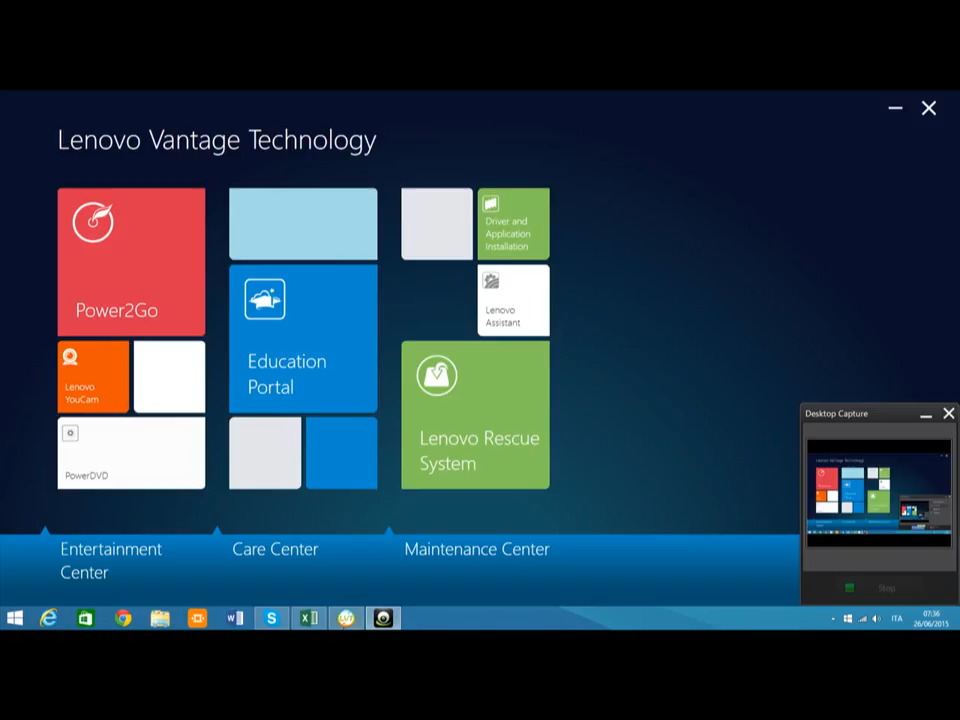 Lenovo Vantage Technology
Power2Go
Lenovo
YouCam
PowerDVD
Education
Portal
Driver and
Application
Installation
Lenovo
Assistant
Lenovo Rescue
System
Entertainment
Center
Care Center
Maintenance Center
Desktop Capture
Stop
ITA
07:36
26/06/2015